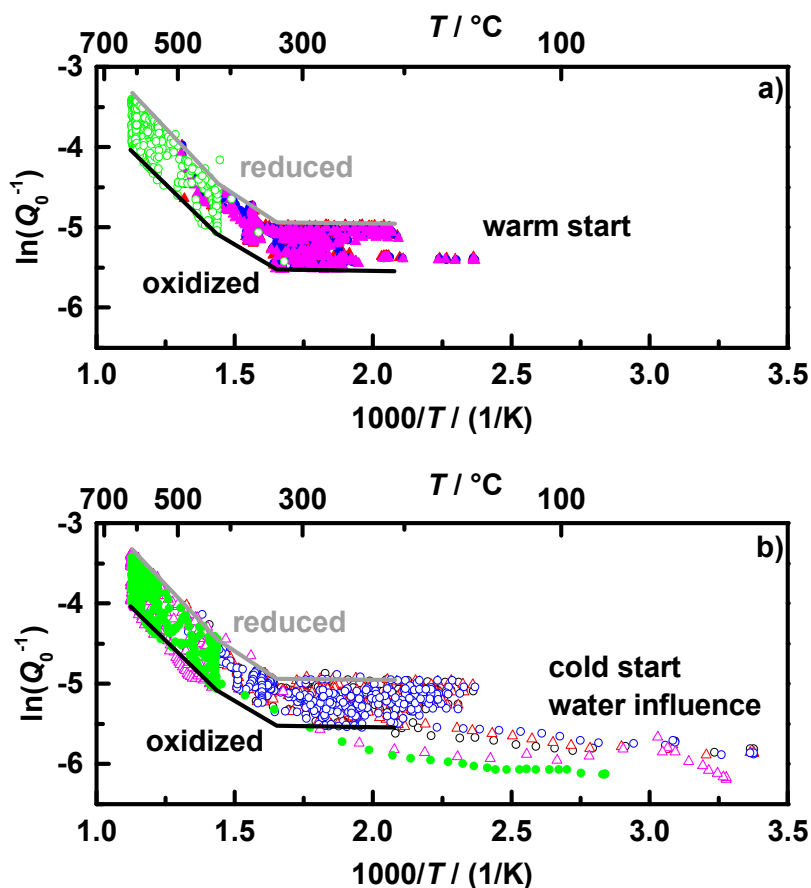 T / °C
700 500 300 100
a)
-3
-4
-5
-6
ln(Q₀⁻¹)
reduced
oxidized
warm start
1.0 1.5 2.0 2.5 3.0 3.5
1000/T / (1/K)
T / °C
700 500 300 100
b)
-3
-4
-5
-6
ln(Q₀⁻¹)
reduced
oxidized
cold start
water influence
1.0 1.5 2.0 2.5 3.0 3.5
1000/T / (1/K)